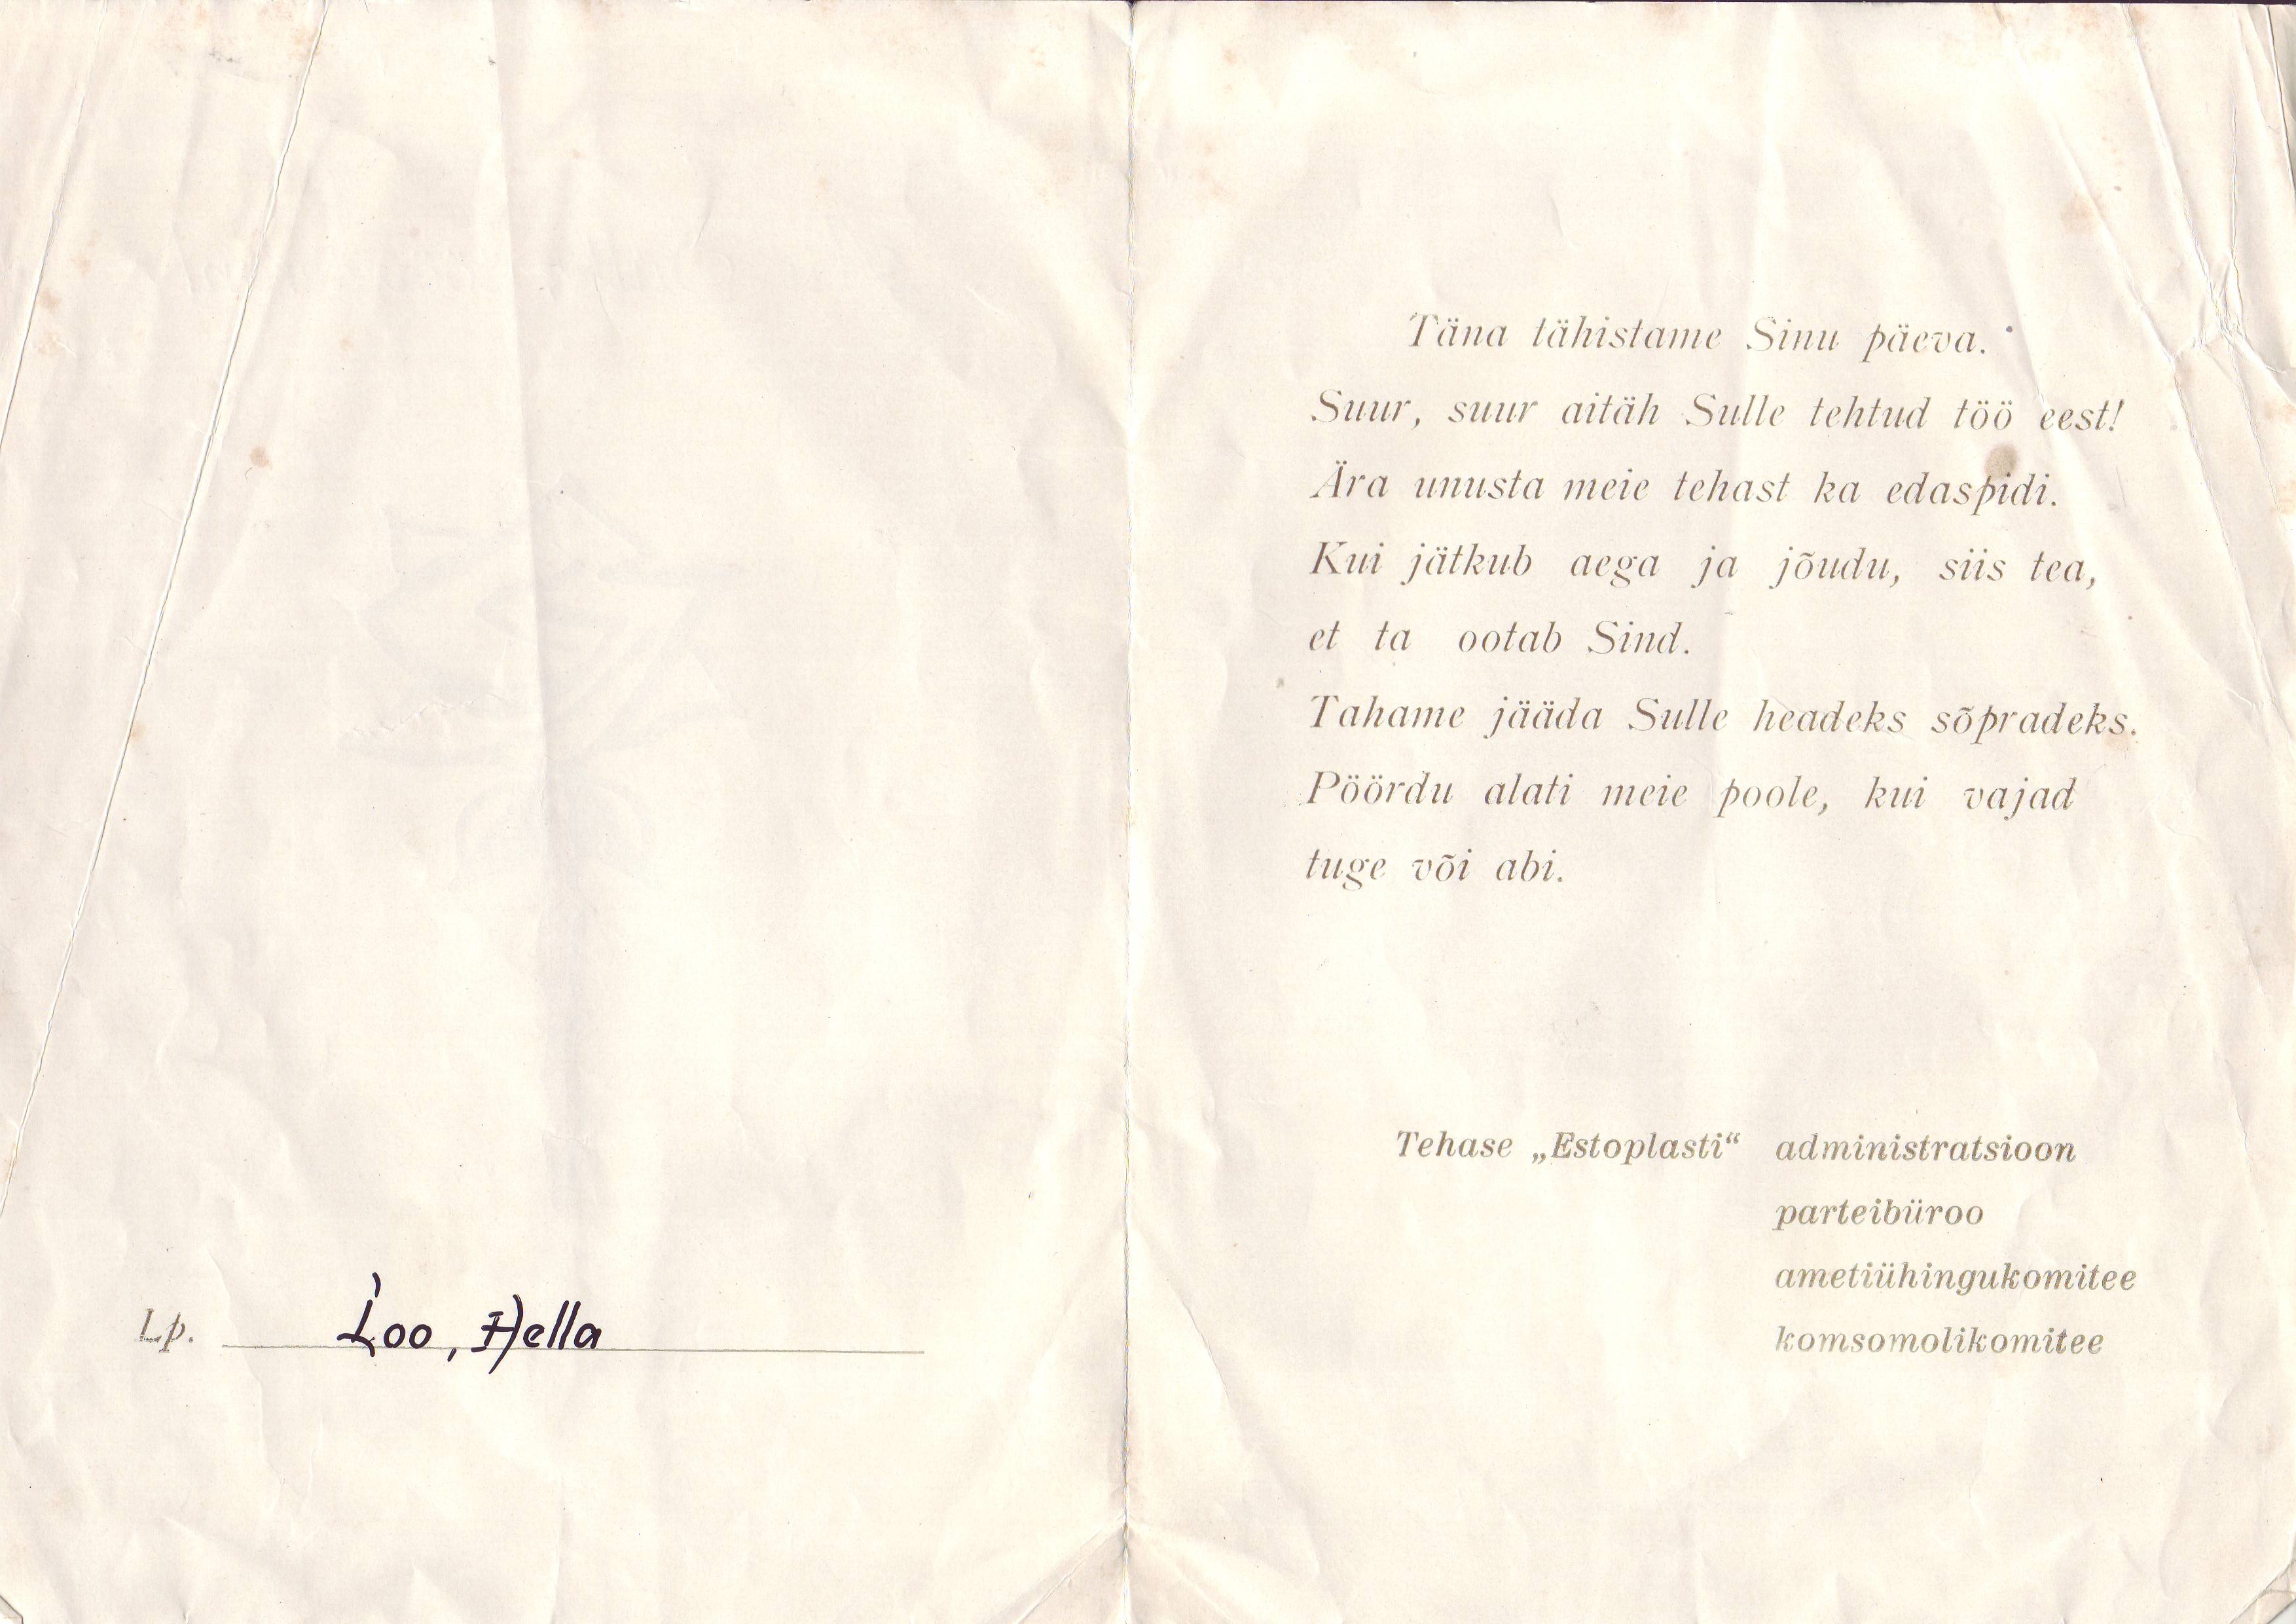 Lp. Loo, Hella
Täna tähistame Sinu päeva.
Suur, suur aitäh Sulle tehtud töö eest!
Ära unusta meie tehast ka edaspidi.
Kui jätkub aega ja jõudu, siis tea,
et ta ootab Sind.
Tahame jääda Sulle headeks sõpradeks.
Pöördu alati meie poole, kui vajad
tuge või abi.
Tehase „Estoplasti“ administratsioon
parteibüroo
ametiühingukomitee
komsomolikomitee